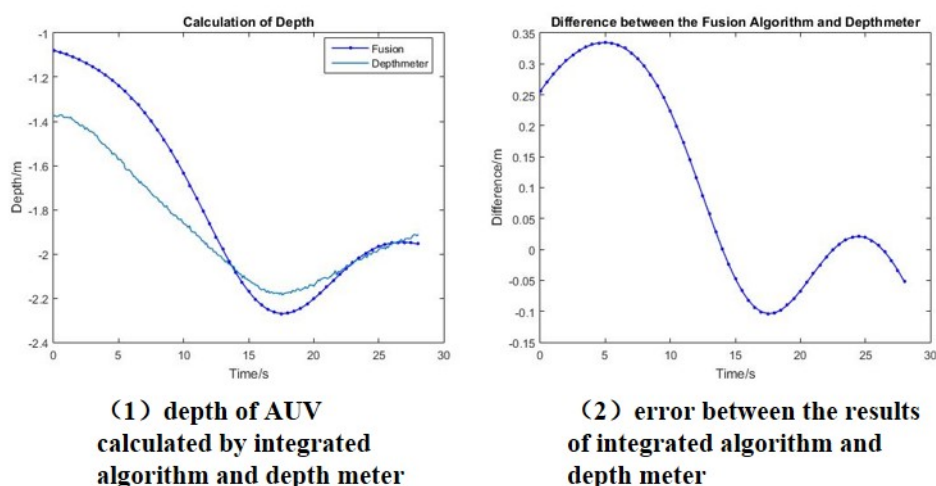 Calculation of Depth
-1
-1.2
-1.4
-1.6
-1.8
-2
-2.2
-2.4
Depth/m
Fusion
Depthmeter
0 5 10 15 20 25 30
Time/s
Difference between the Fusion Algorithm and Depthmeter
0.35
0.3
0.25
0.2
0.15
0.1
0.05
0
-0.05
-0.1
-0.15
Difference/m
0 5 10 15 20 25 30
Time/s
（1）depth of AUV
calculated by integrated
algorithm and depth meter
（2）error between the results
of integrated algorithm and
depth meter